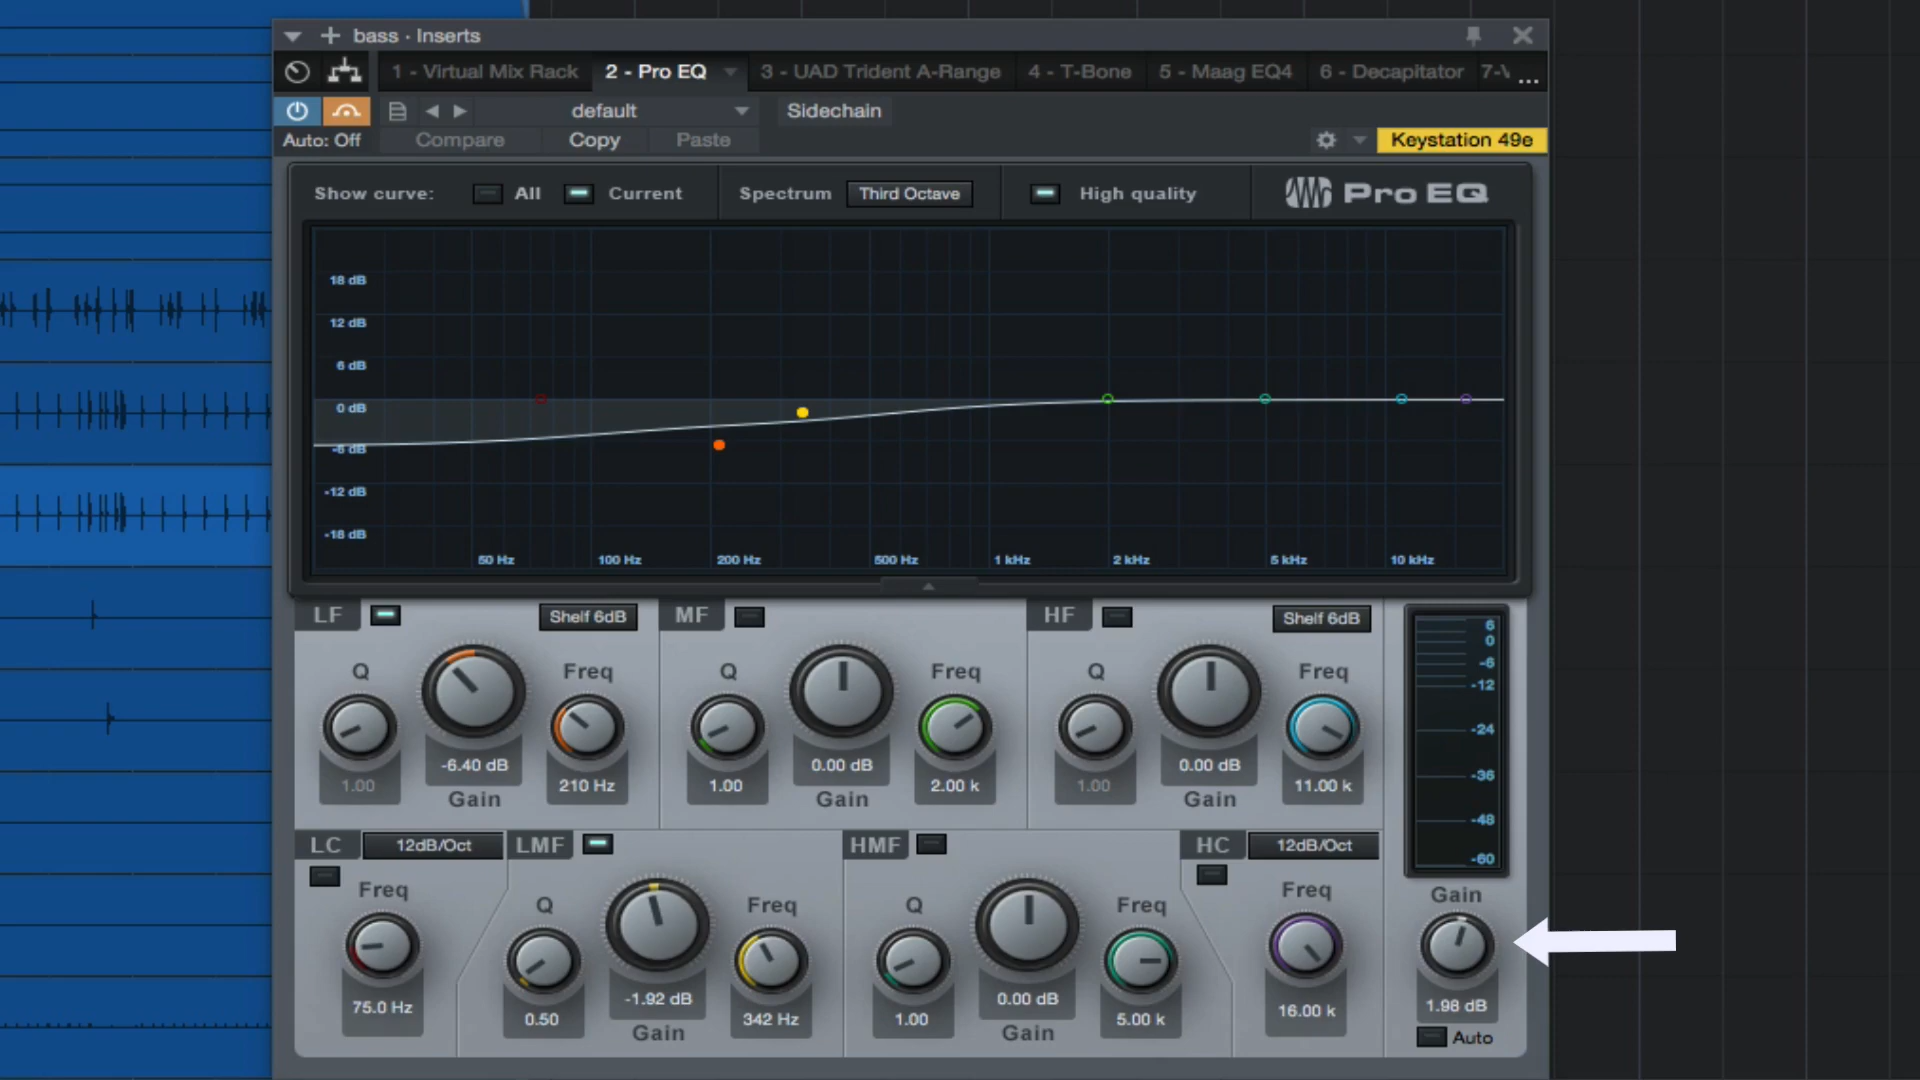 bass · Inserts
1 - Virtual Mix Rack 2 - Pro EQ 3 - UAD Trident A-Range 4 - T-Bone 5 - Maag EQ4 6 - Decapitator 7-V ...
default Sidechain
Auto: Off Compare Copy Paste Keystation 49e
Show curve: All Current Spectrum Third Octave High quality Pro EQ
18 dB
12 dB
6 dB
0 dB
-6 dB
-12 dB
-18 dB
50 Hz 100 Hz 200 Hz 500 Hz 1 kHz 2 kHz 5 kHz 10 kHz
LF Shelf 6dB MF HF Shelf 6dB
Q Freq Q Freq Q Freq
-6.40 dB 0.00 dB 0.00 dB
1.00 210 Hz 1.00 2.00 k 1.00 11.00 k
Gain Gain Gain
6
0
-6
-12
-24
-36
-48
-60
LC 12dB/Oct LMF HMF HC 12dB/Oct
Freq Q Freq Q Freq Freq Gain
75.0 Hz -1.92 dB 0.00 dB 16.00 k 1.98 dB
0.50 342 Hz 1.00 5.00 k
Gain Gain Auto